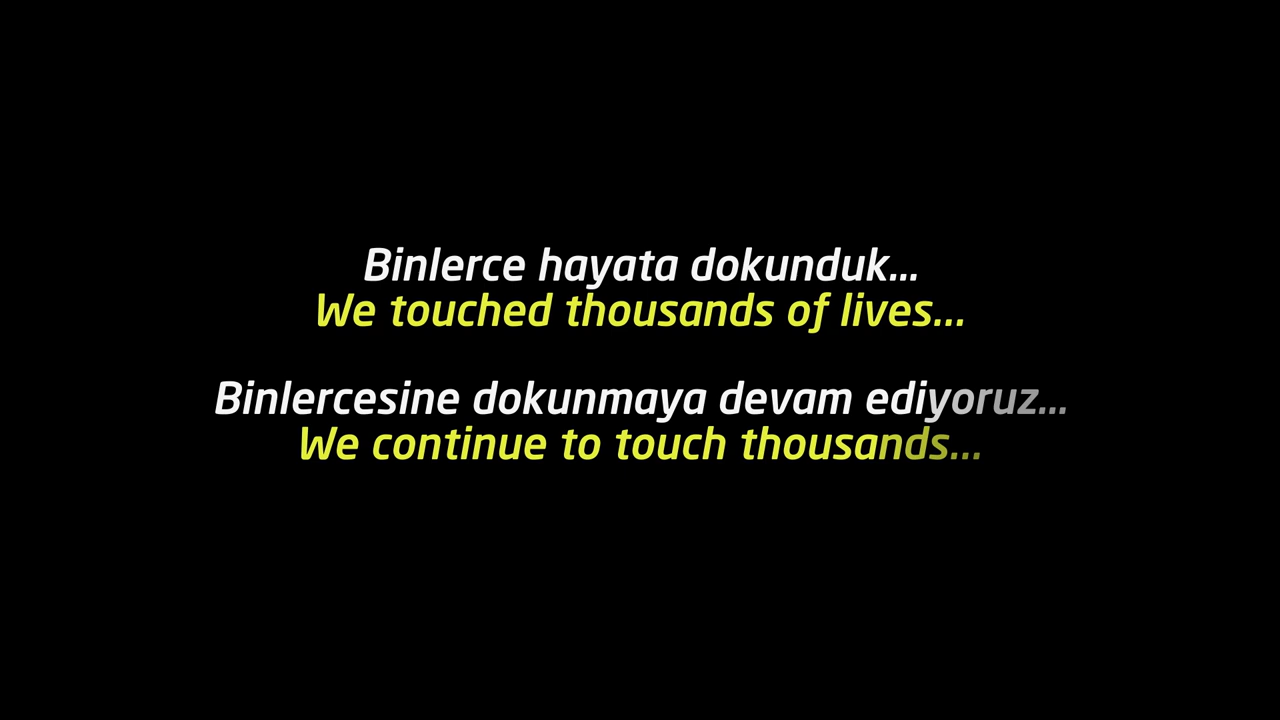 Binlerce hayata dokunduk...
We touched thousands of lives...
Binlercesine dokunmaya devam ediyoruz...
We continue to touch thousands...